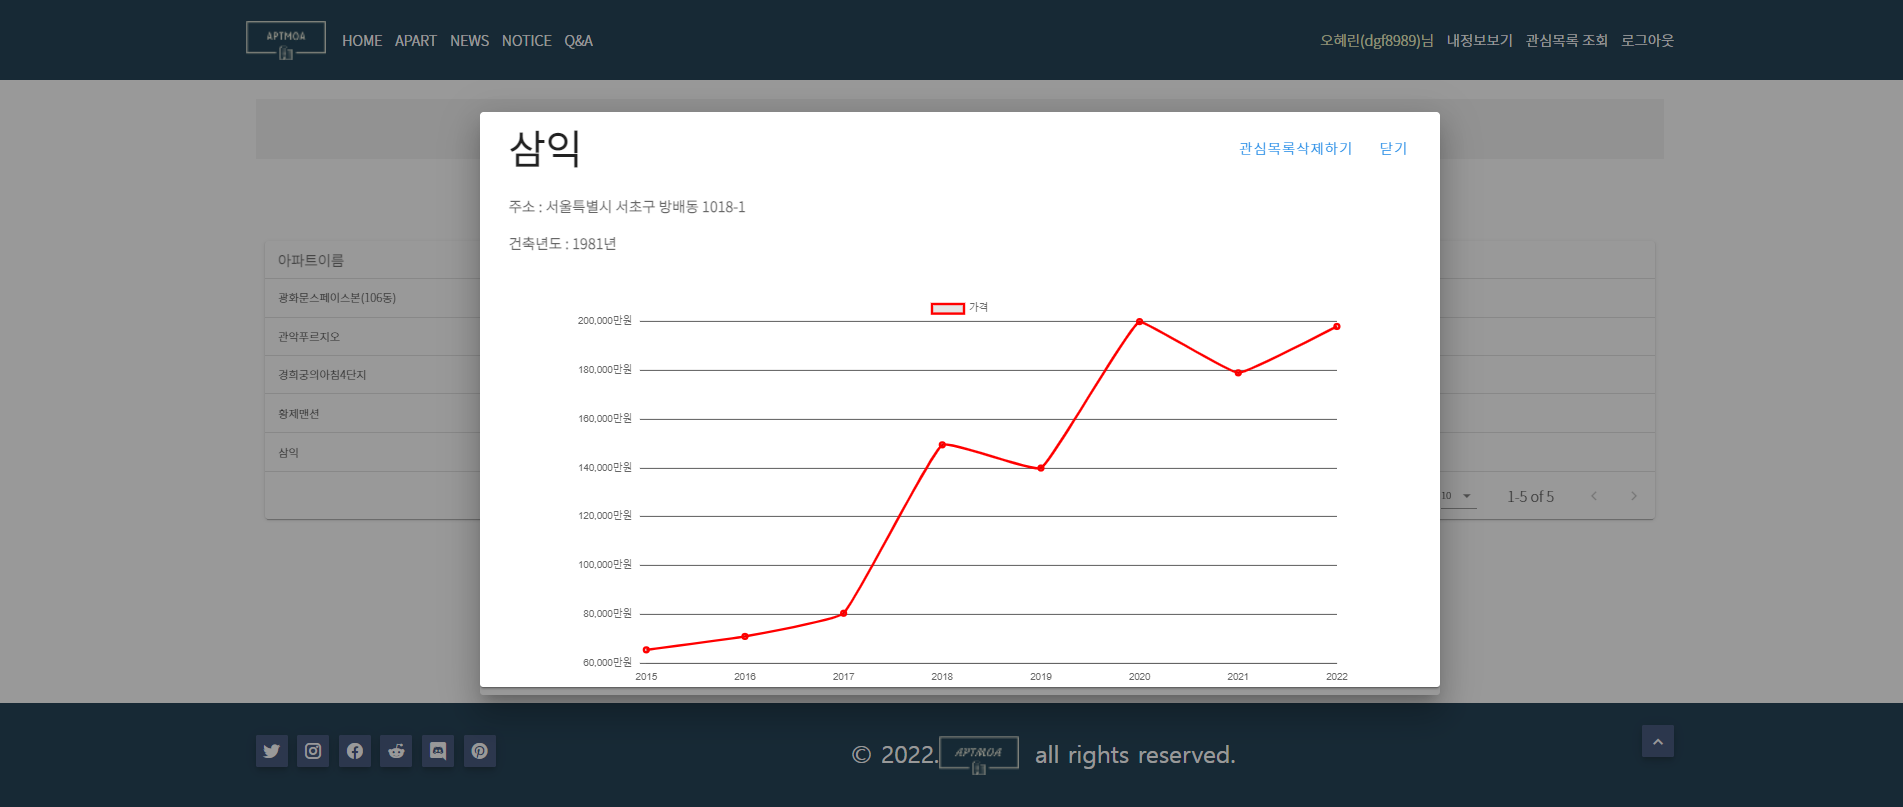 APTMOA HOME APART NEWS NOTICE Q&A 오혜린(dgf8989)님 내정보보기 관심목록 조회 로그아웃
삼익 관심목록삭제하기 닫기
주소 : 서울특별시 서초구 방배동 1018-1
건축년도 : 1981년
아파트이름
광화문스페이스본(106동)
관악푸르지오
경희궁의아침4단지
황제맨션
삼익
10 1-5 of 5
가격
200,000만원
180,000만원
160,000만원
140,000만원
120,000만원
100,000만원
80,000만원
60,000만원
2015 2016 2017 2018 2019 2020 2021 2022
© 2022. APTMOA all rights reserved.